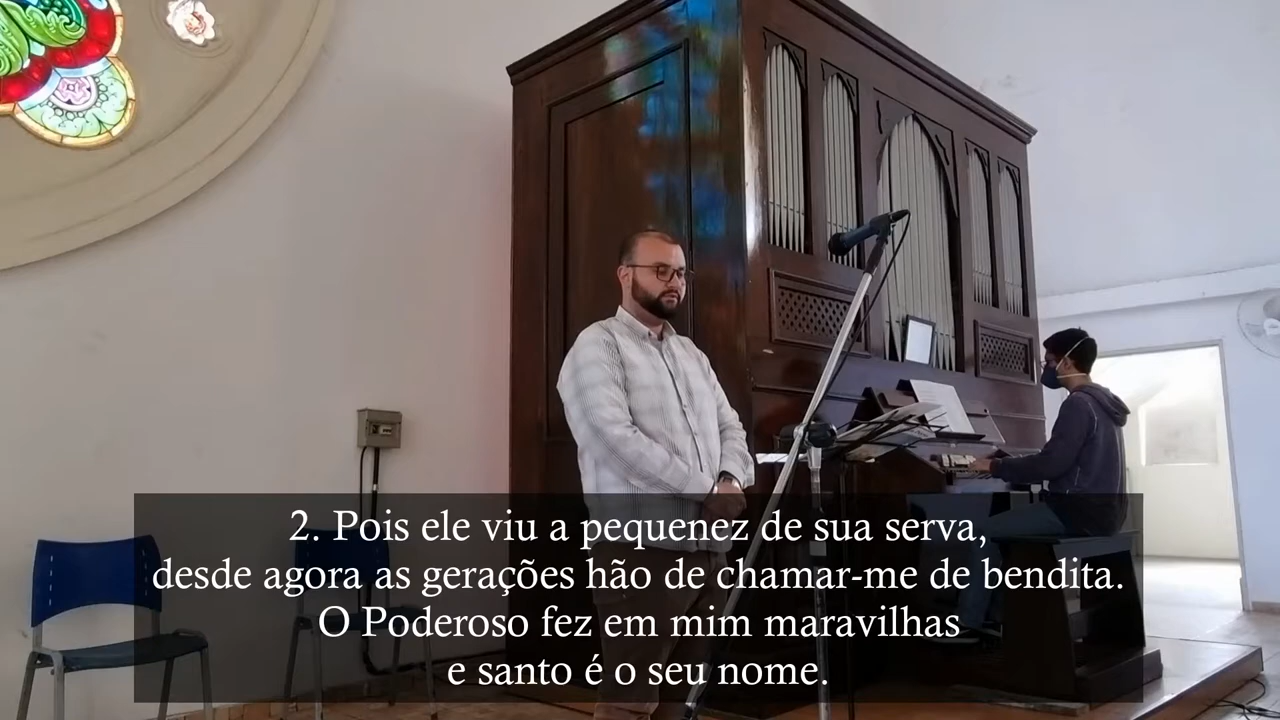 2. Pois ele viu a pequenez de sua serva,
desde agora as gerações hão de chamar-me de bendita.
O Poderoso fez em mim maravilhas
e santo é o seu nome.